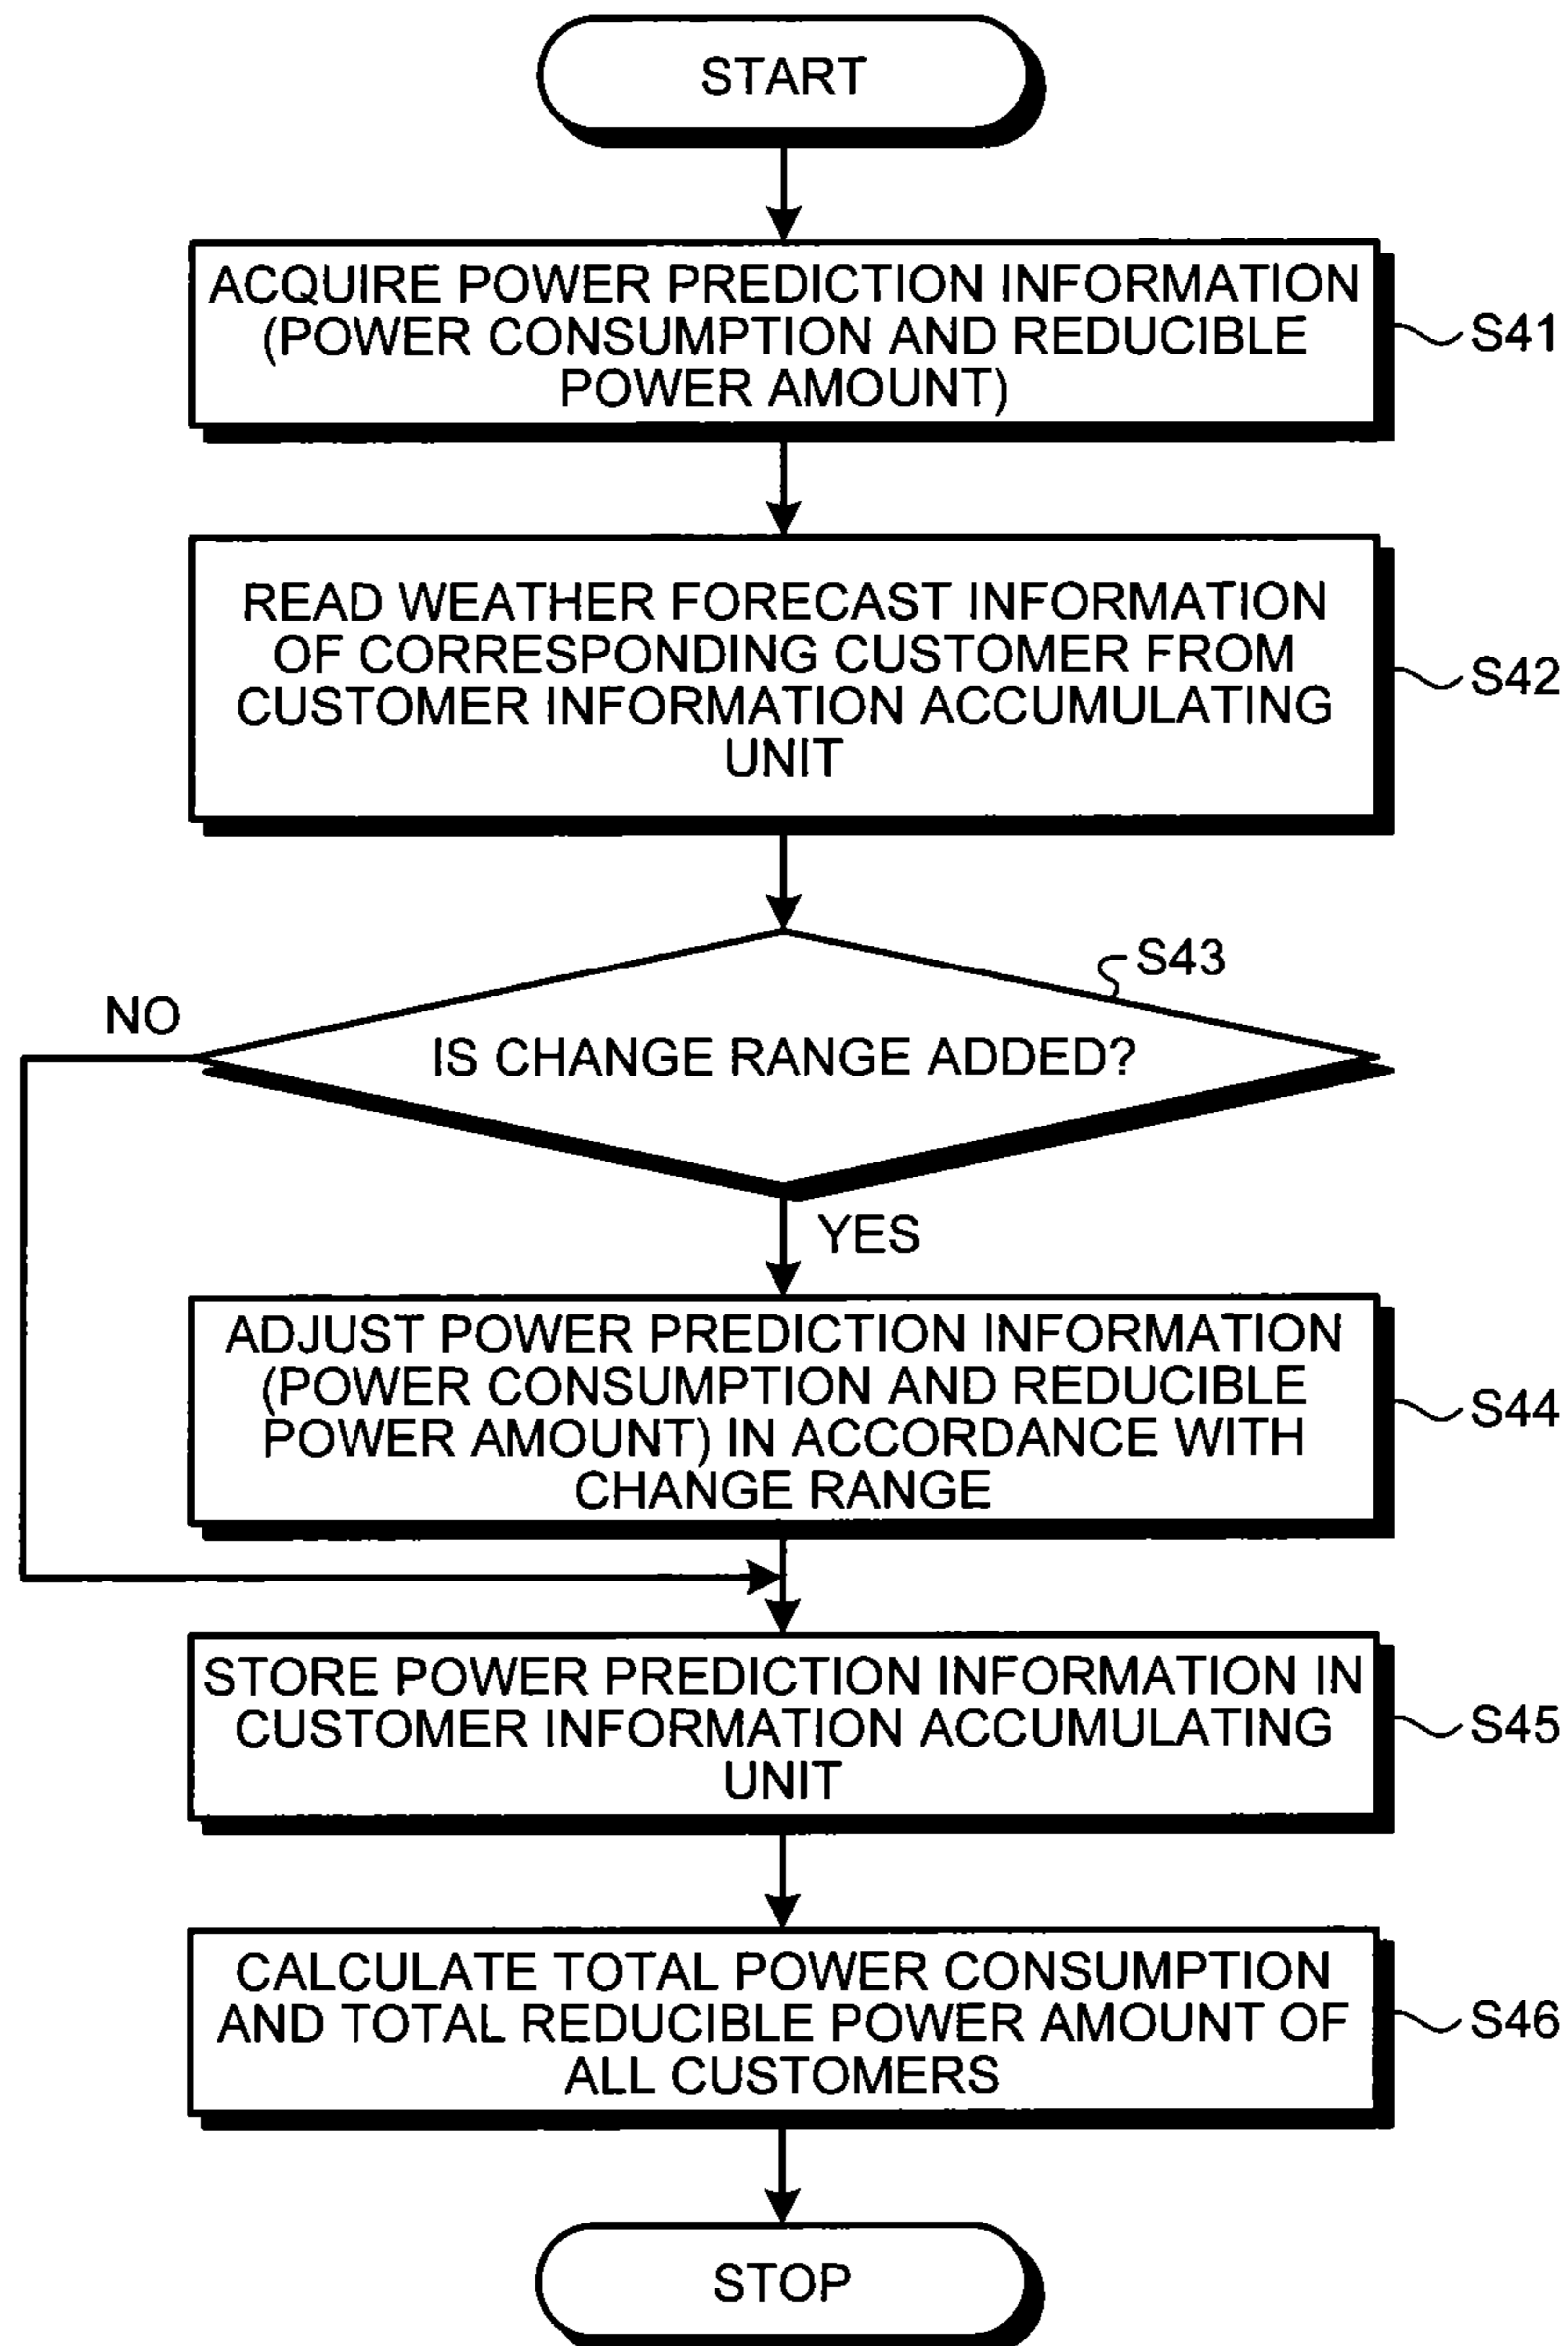 START
ACQUIRE POWER PREDICTION INFORMATION
(POWER CONSUMPTION AND REDUCIBLE
POWER AMOUNT)
S41
READ WEATHER FORECAST INFORMATION
OF CORRESPONDING CUSTOMER FROM
CUSTOMER INFORMATION ACCUMULATING
UNIT
S42
S43
NO
IS CHANGE RANGE ADDED?
YES
ADJUST POWER PREDICTION INFORMATION
(POWER CONSUMPTION AND REDUCIBLE
POWER AMOUNT) IN ACCORDANCE WITH
CHANGE RANGE
S44
STORE POWER PREDICTION INFORMATION IN
CUSTOMER INFORMATION ACCUMULATING
UNIT
S45
CALCULATE TOTAL POWER CONSUMPTION
AND TOTAL REDUCIBLE POWER AMOUNT OF
ALL CUSTOMERS
S46
STOP